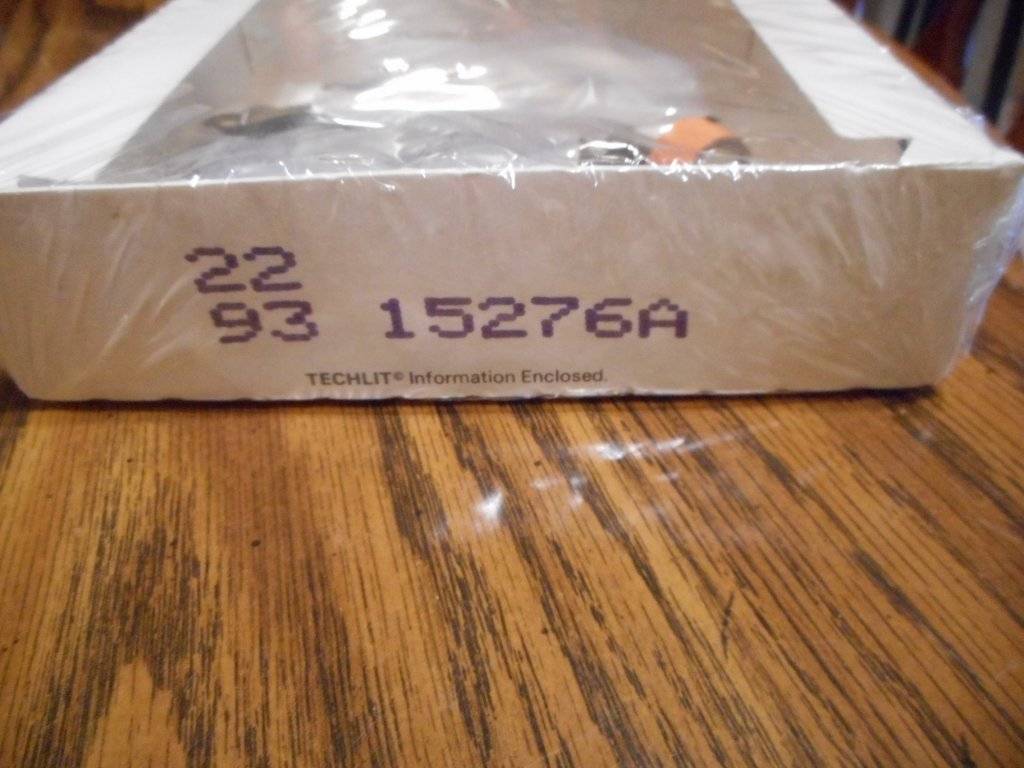 22
93 15276A
TECHLIT® Information Enclosed.